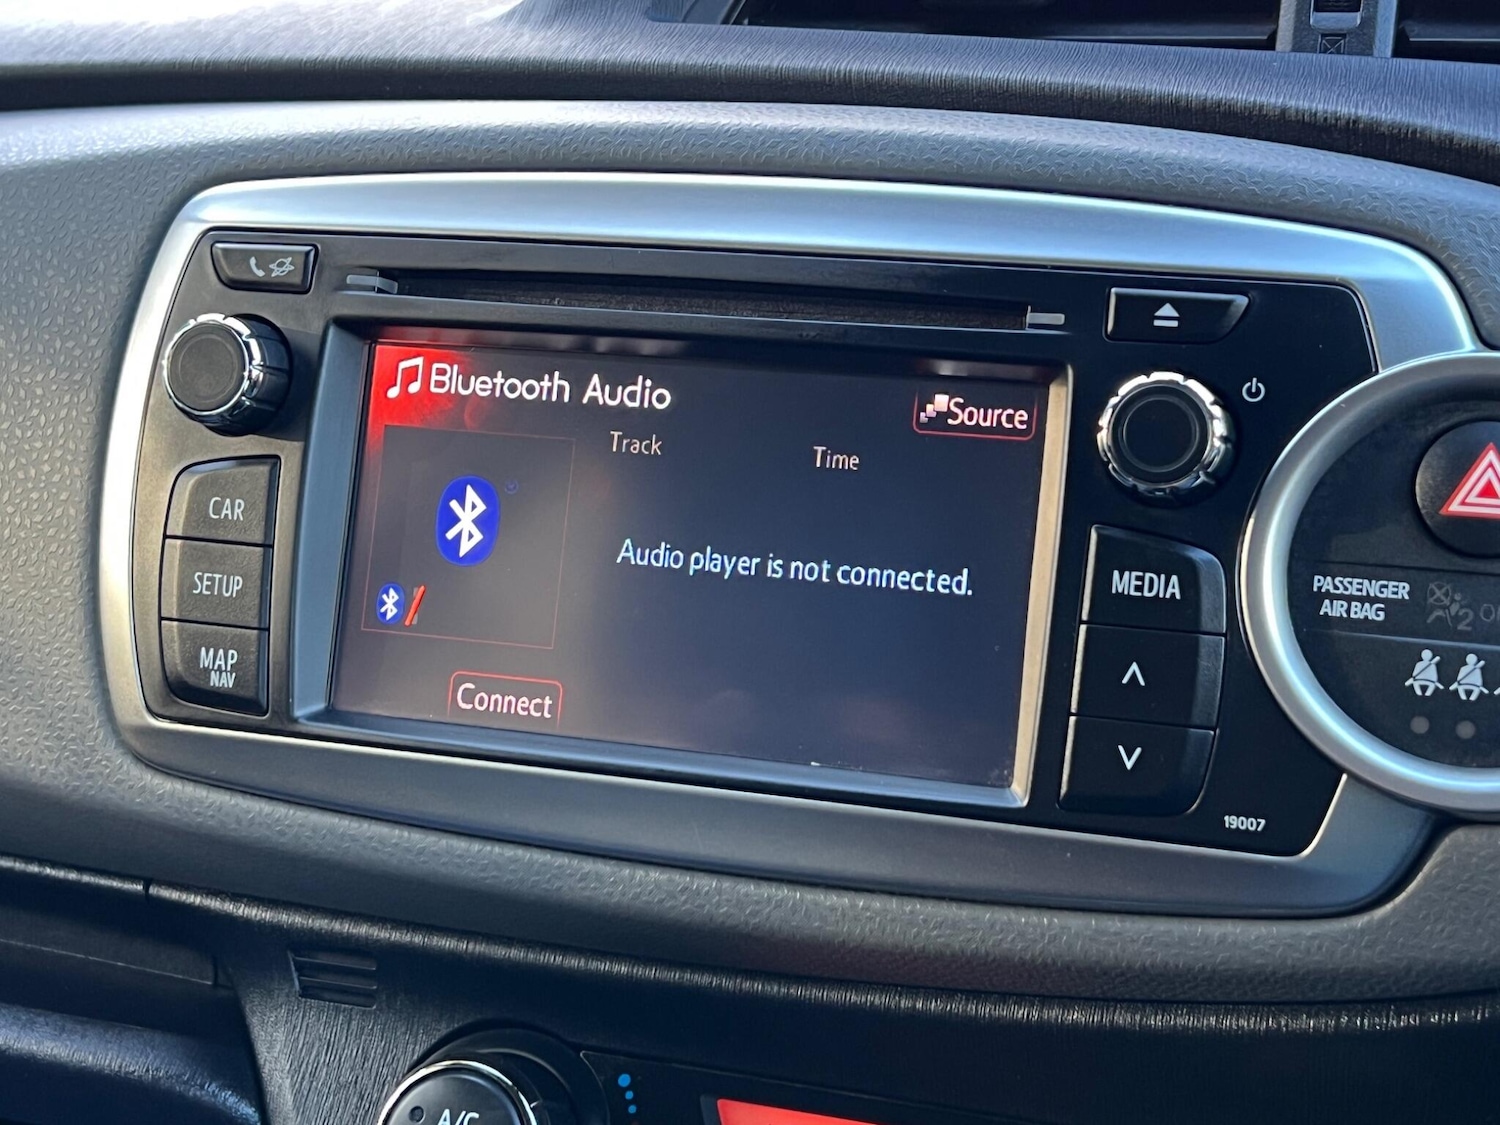 Bluetooth Audio
Source
Track
Time
Audio player is not connected.
Connect
CAR
SETUP
MAP
NAV
MEDIA
19007
PASSENGER
AIR BAG
2
A/C